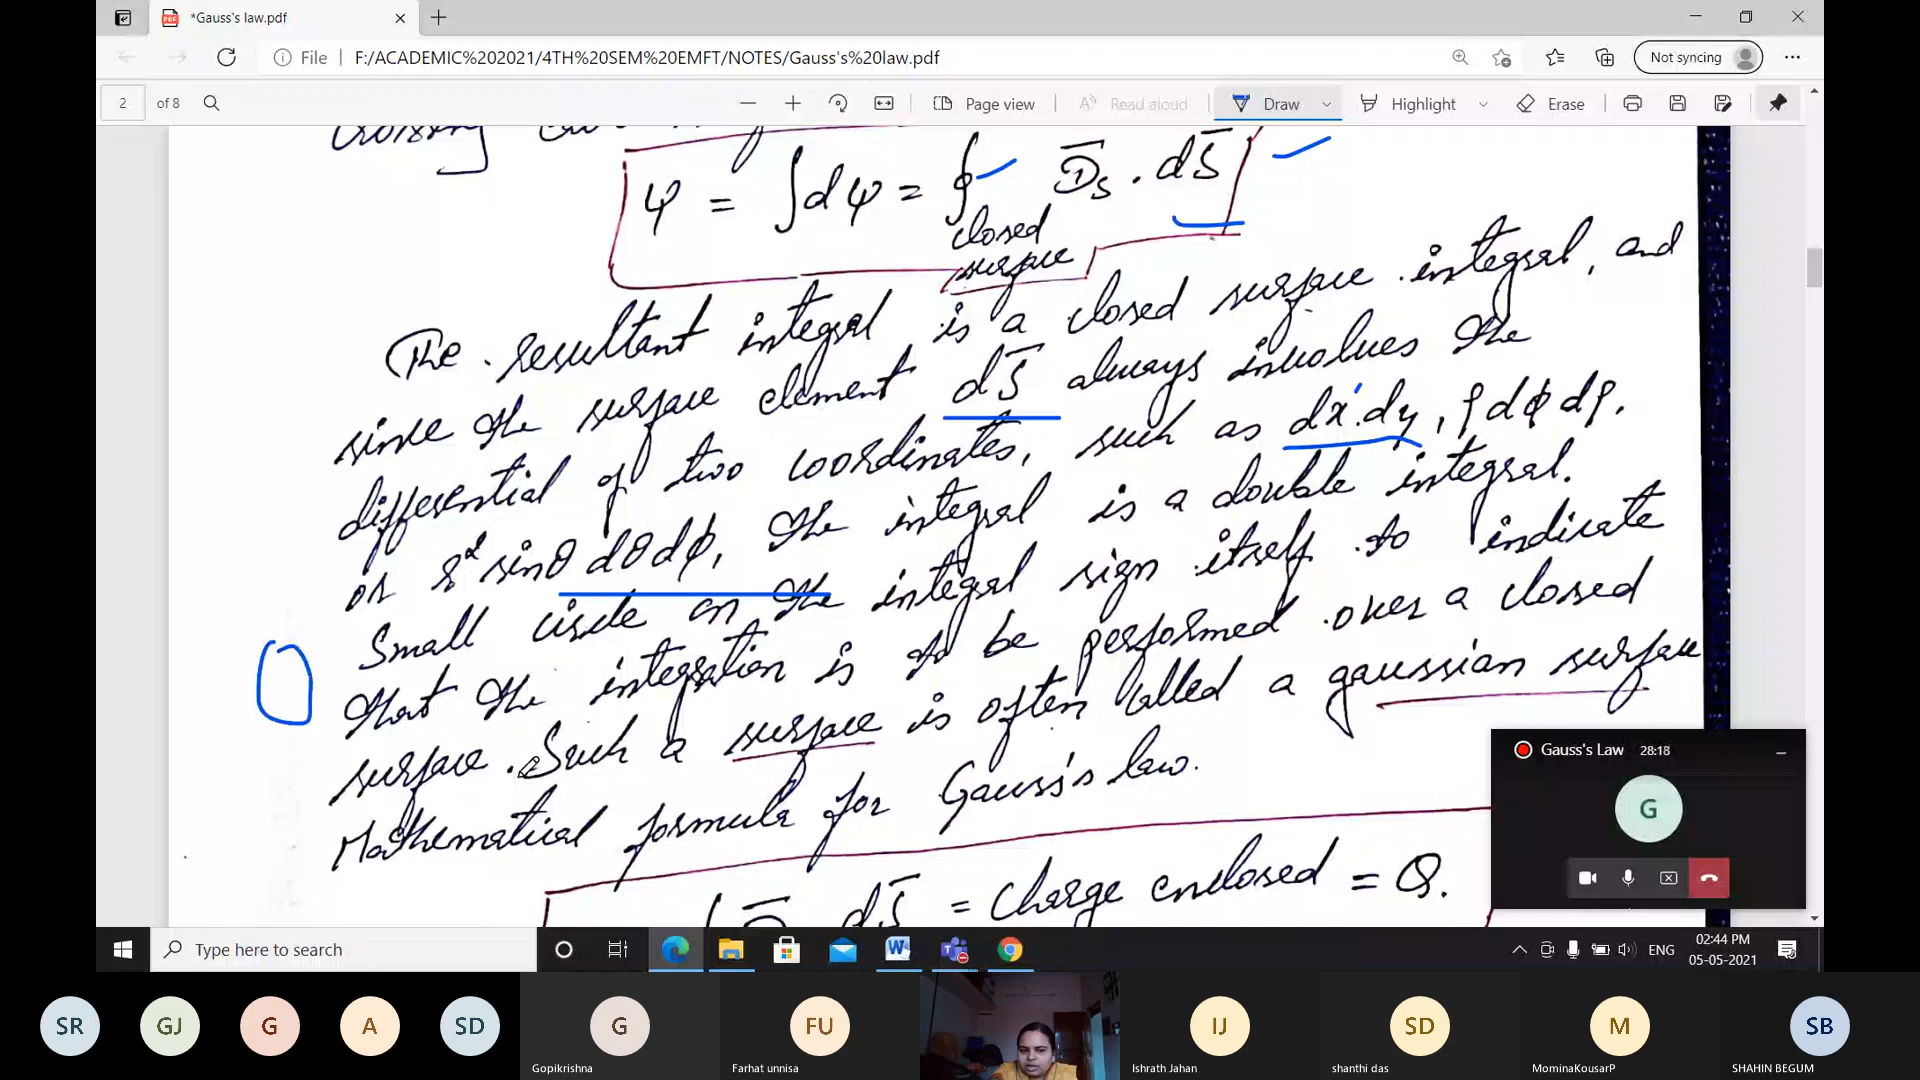 *Gauss's law.pdf
File F:/ACADEMIC%202021/4TH%20SEM%20EMFT/NOTES/Gauss's%20law.pdf
Not syncing
2 of 8
Page view
Read aloud
Draw
Highlight
Erase
crossing
ψ = ∫dψ = ∮ D̄s . dS̄
closed
surface
The resultant integral is a closed surface integral, and
since the surface element dS̄ always involves the
differential of two coordinates, such as dx.dy, ρdϕdρ.
or r²sinθ dθdϕ, the integral is a double integral.
Small circle on the integral sign itself to indicate
that the integration is to be performed over a closed
surface. Such a surface is often called a gaussian surface
Mathematical formula for Gauss's law.
dS̄ = Charge enclosed = Q.
Gauss's Law 28:18
G
Type here to search
ENG
02:44 PM
05-05-2021
SR
GJ
G
A
SD
G
Gopikrishna
FU
Farhat unnisa
IJ
Ishrath Jahan
SD
shanthi das
M
MominaKousarP
SB
SHAHIN BEGUM